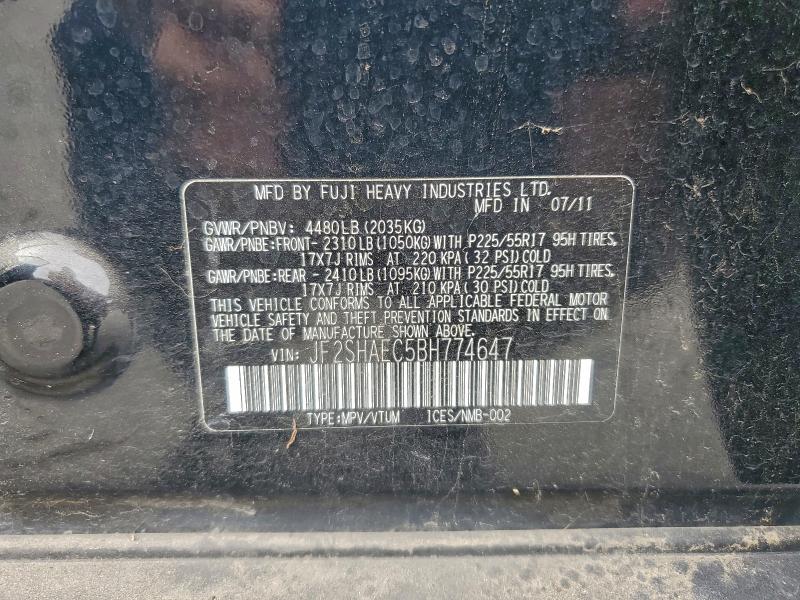 MFD BY FUJI HEAVY INDUSTRIES LTD.
MFD IN 07/11
GVWR/PNBV: 4480LB(2035KG)
GAWR/PNBE:FRONT- 2310LB(1050KG)WITH P225/55R17 95H TIRES,
17X7J RIMS AT 220 KPA(32 PSI)COLD
GAWR/PNBE:REAR -2410LB(1095KG)WITH P225/55R17 95H TIRES,
17X7J RIMS AT 210 KPA(30 PSI)COLD
THIS VEHICLE CONFORMS TO ALL APPLICABLE FEDERAL MOTOR
VEHICLE SAFETY AND THEFT PREVENTION STANDARDS IN EFFECT ON
THE DATE OF MANUFACTURE SHOWN ABOVE.
VIN: JF2SHAEC5BH774647
TYPE:MPV/VTUM ICES/NMB-002